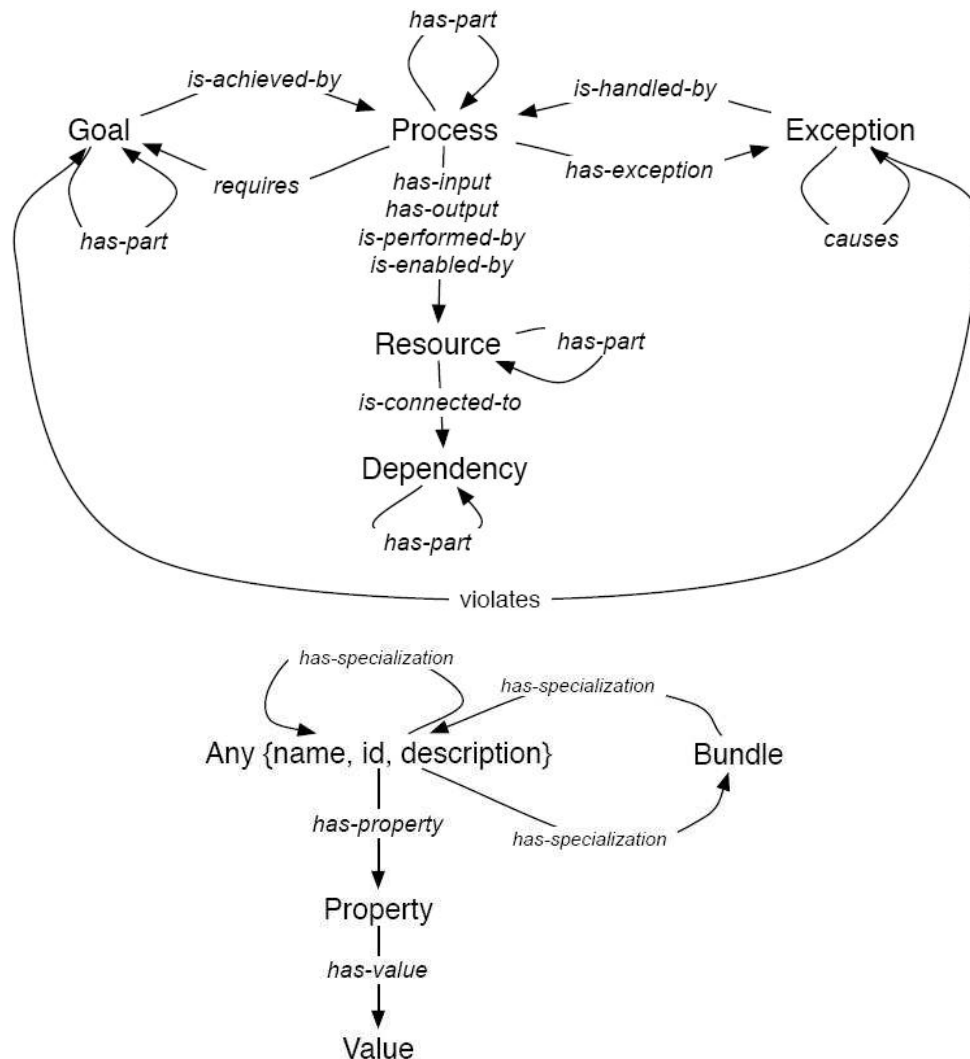 has-part
is-achieved-by
is-handled-by
Goal
Process
Exception
requires
has-input
has-exception
has-output
has-part
is-performed-by
causes
is-enabled-by
Resource
has-part
is-connected-to
Dependency
has-part
violates
has-specialization
has-specialization
Any {name, id, description}
Bundle
has-property
has-specialization
Property
has-value
Value